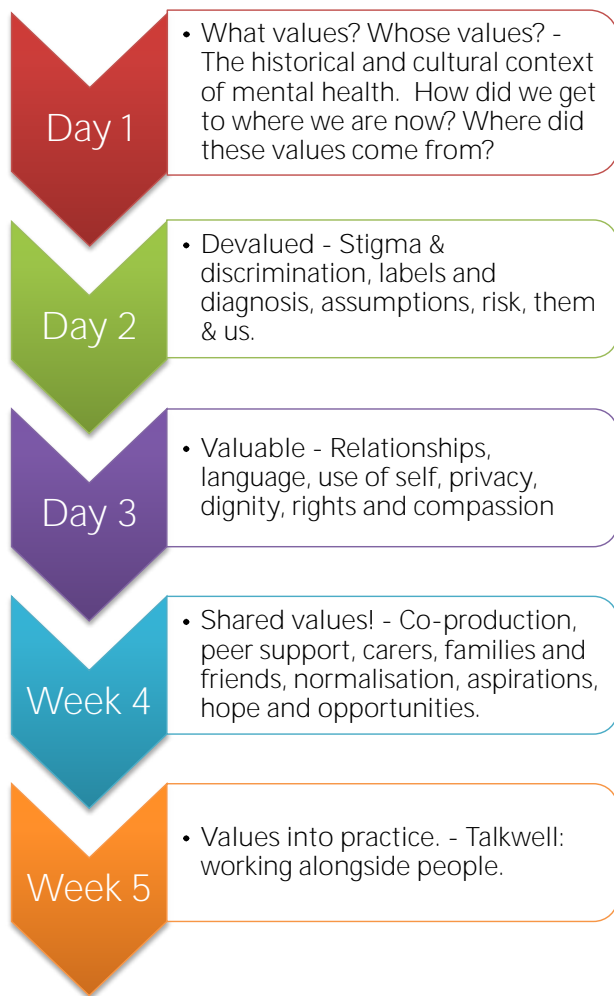 Day 1
• What values? Whose values? -
The historical and cultural context
of mental health.  How did we get
to where we are now? Where did
these values come from?
Day 2
• Devalued - Stigma &
discrimination, labels and
diagnosis, assumptions, risk, them
& us.
Day 3
• Valuable - Relationships,
language, use of self, privacy,
dignity, rights and compassion
Week 4
• Shared values! - Co-production,
peer support, carers, families and
friends, normalisation, aspirations,
hope and opportunities.
Week 5
• Values into practice. - Talkwell:
working alongside people.